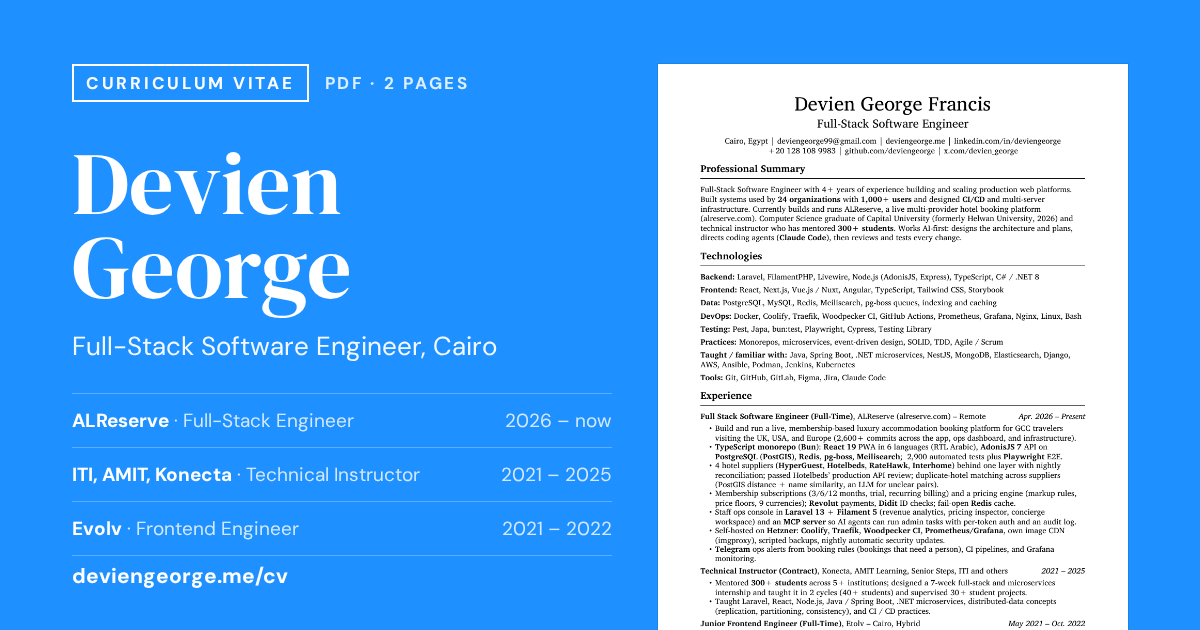 CURRICULUM VITAE PDF · 2 PAGES
Devien
George
Full-Stack Software Engineer, Cairo
ALReserve · Full-Stack Engineer 2026 – now
ITI, AMIT, Konecta · Technical Instructor 2021 – 2025
Evolv · Frontend Engineer 2021 – 2022
deviengeorge.me/cv
Devien George Francis
Full-Stack Software Engineer
Cairo, Egypt | deviengeorge99@gmail.com | deviengeorge.me | linkedin.com/in/deviengeorge
+20 128 108 9983 | github.com/deviengeorge | x.com/devien_george
Professional Summary
Full-Stack Software Engineer with 4+ years of experience building and scaling production web platforms.
Built systems used by 24 organizations with 1,000+ users and designed CI/CD and multi-server
infrastructure. Currently builds and runs ALReserve, a live multi-provider hotel booking platform
(alreserve.com). Computer Science graduate of Capital University (formerly Helwan University, 2026) and
technical instructor who has mentored 300+ students. Works AI-first: designs the architecture and plans,
directs coding agents (Claude Code), then reviews and tests every change.
Technologies
Backend: Laravel, FilamentPHP, Livewire, Node.js (AdonisJS, Express), TypeScript, C# / .NET 8
Frontend: React, Next.js, Vue.js / Nuxt, Angular, TypeScript, Tailwind CSS, Storybook
Data: PostgreSQL, MySQL, Redis, Meilisearch, pg-boss queues, indexing and caching
DevOps: Docker, Coolify, Traefik, Woodpecker CI, GitHub Actions, Prometheus, Grafana, Nginx, Linux, Bash
Testing: Pest, Japa, bun:test, Playwright, Cypress, Testing Library
Practices: Monorepos, microservices, event-driven design, SOLID, TDD, Agile / Scrum
Taught / familiar with: Java, Spring Boot, .NET microservices, NestJS, MongoDB, Elasticsearch, Django,
AWS, Ansible, Podman, Jenkins, Kubernetes
Tools: Git, GitHub, GitLab, Figma, Jira, Claude Code
Experience
Full Stack Software Engineer (Full-Time), ALReserve (alreserve.com) – Remote Apr. 2026 – Present
• Build and run a live, membership-based luxury accommodation booking platform for GCC travelers
visiting the UK, USA, and Europe (2,600+ commits across the app, ops dashboard, and infrastructure).
• TypeScript monorepo (Bun): React 19 PWA in 6 languages (RTL Arabic), AdonisJS 7 API on
PostgreSQL (PostGIS), Redis, pg-boss, Meilisearch; 2,900 automated tests plus Playwright E2E.
• 4 hotel suppliers (HyperGuest, Hotelbeds, RateHawk, Interhome) behind one layer with nightly
reconciliation; passed Hotelbeds' production API review; duplicate-hotel matching across suppliers
(PostGIS distance + name similarity, an LLM for unclear pairs).
• Membership subscriptions (3/6/12 months, trial, recurring billing) and a pricing engine (markup rules,
price floors, 9 currencies); Revolut payments, Didit ID checks; fail-open Redis cache.
• Staff ops console in Laravel 13 + Filament 5 (revenue analytics, pricing inspector, concierge
workspace) and an MCP server so AI agents can run admin tasks with per-token auth and an audit log.
• Self-hosted on Hetzner: Coolify, Traefik, Woodpecker CI, Prometheus/Grafana, own image CDN
(imgproxy), scripted backups, nightly automatic security updates.
• Telegram ops alerts from booking rules (bookings that need a person), CI pipelines, and Grafana
monitoring.
Technical Instructor (Contract), Konecta, AMIT Learning, Senior Steps, ITI and others 2021 – 2025
• Mentored 300+ students across 5+ institutions; designed a 7-week full-stack and microservices
internship and taught it in 2 cycles (40+ students) and supervised 30+ student projects.
• Taught Laravel, React, Node.js, Java / Spring Boot, .NET microservices, distributed-data concepts
(replication, partitioning, consistency), and CI / CD practices.
Junior Frontend Engineer (Full-Time), Evolv – Cairo, Hybrid May 2021 – Oct. 2022